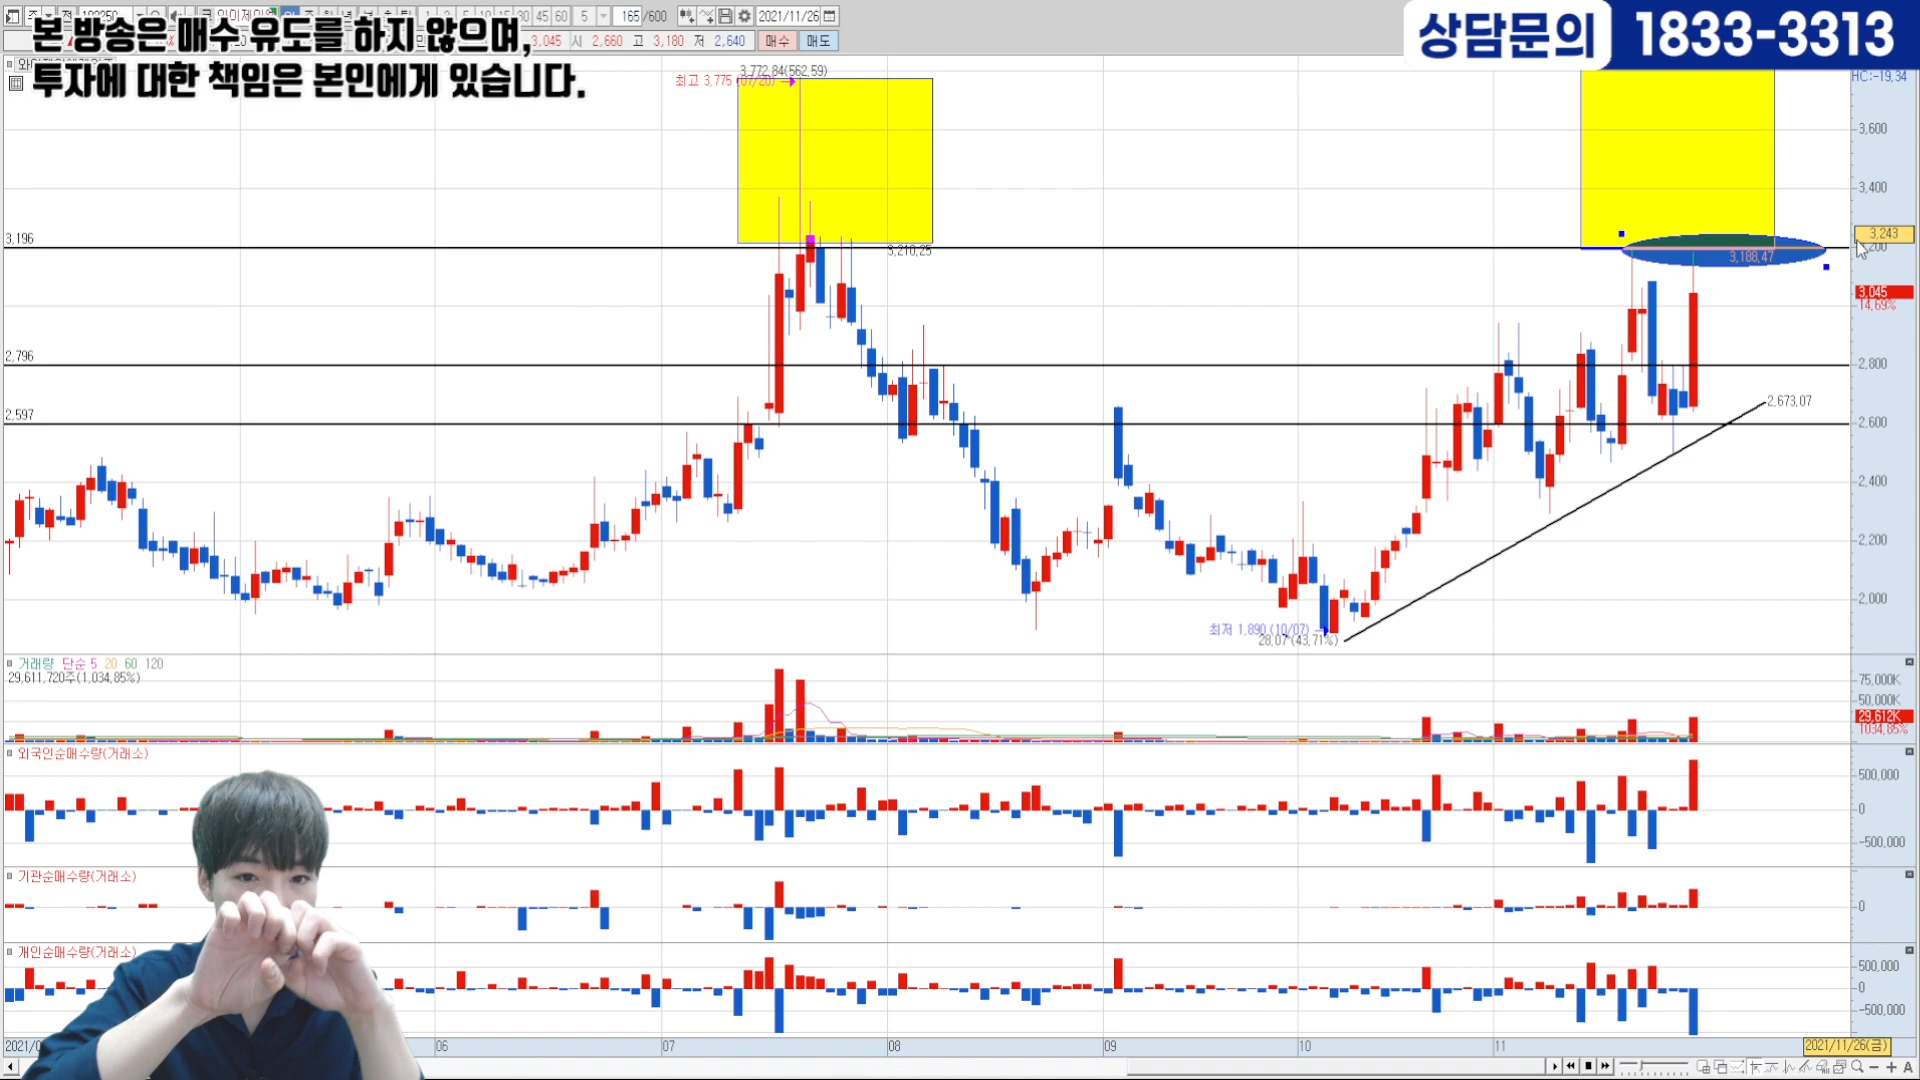 본 방송은 매수 유도를 하지 않으며,
투자에 대한 책임은 본인에게 있습니다.
상담문의 1833-3313
165/600
2021/11/26
3,045 시 2,660 고 3,180 저 2,640 매수 매도
3,772,84(562,59)
최고 3,775 (07/20)
HC:-19,34
3,600
3,400
3,196
3,210,25
3,243
3,188,47
3,045
14,69%
2,796
2,800
2,673,07
2,597
2,600
2,400
2,200
2,000
최저 1,890 (10/07)
28,07(43,71%)
거래량 단순 5 20 60 120
29,611,720주(1,034,85%)
75,000K
50,000K
29,612K
1034,85%
외국인순매수량(거래소)
500,000
0
-500,000
기관순매수량(거래소)
0
개인순매수량(거래소)
500,000
0
-500,000
06 07 08 09 10 11
2021/11/26(금)